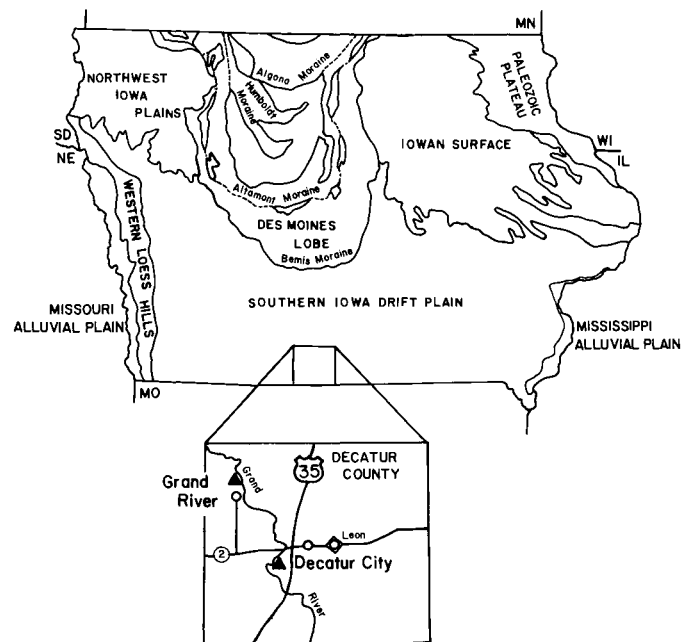 MN
NORTHWEST
IOWA
PLAINS
Algona Moraine
Humboldt
Moraine
PALEOZOIC
PLATEAU
IOWAN SURFACE
SD
NE
WI
IL
WESTERN LOESS HILLS
Altamont Moraine
DES MOINES
LOBE
Bemis Moraine
MISSOURI
ALLUVIAL PLAIN
SOUTHERN IOWA DRIFT PLAIN
MISSISSIPPI
ALLUVIAL PLAIN
MO
35
DECATUR
COUNTY
Grand
River
Grand
Leon
2
Decatur City
River